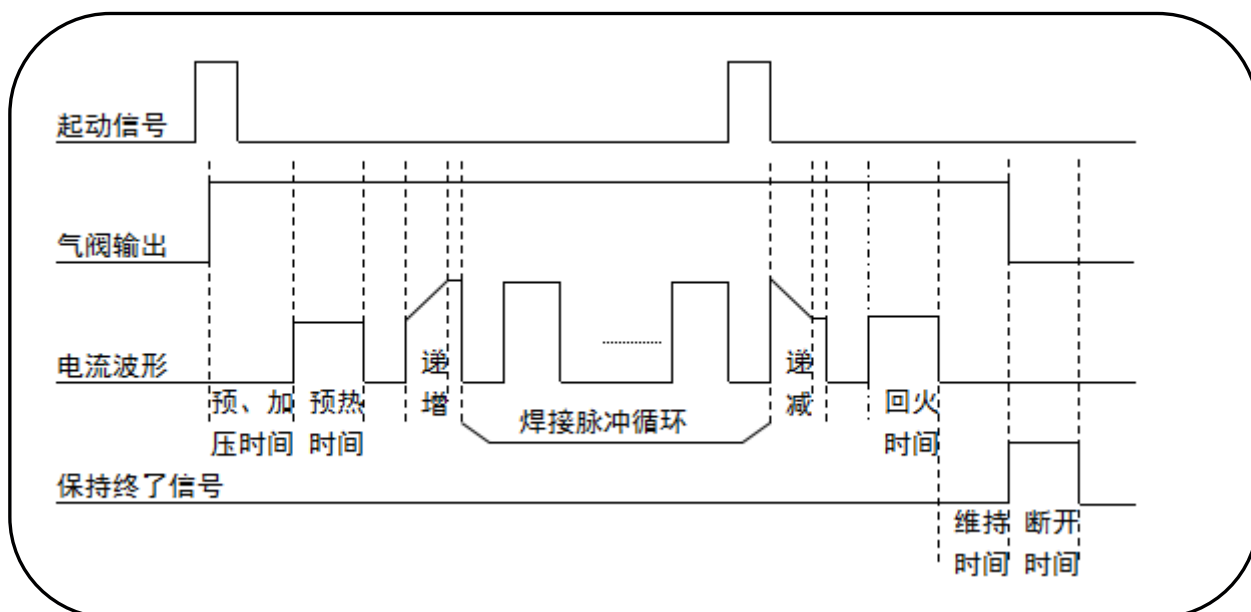 起动信号
气阀输出
电流波形
递
增
递
减
预、加
压时间
预热
时间
焊接脉冲循环
回火
时间
保持终了信号
维持
时间
断开
时间